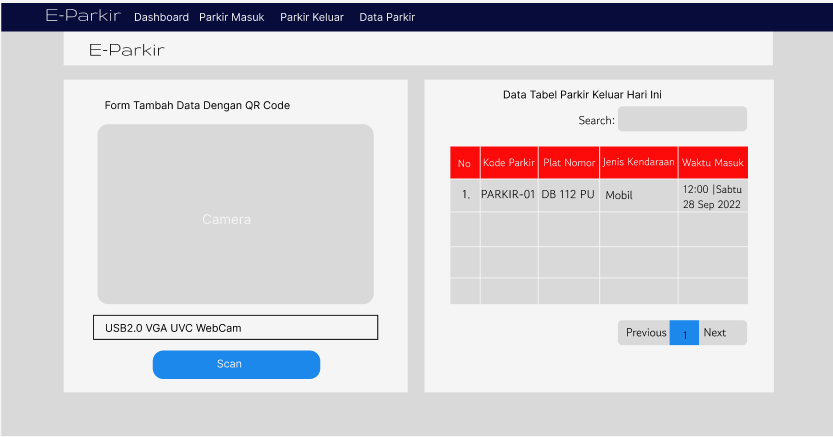 E-Parkir Dashboard Parkir Masuk Parkir Keluar Data Parkir
E-Parkir
Form Tambah Data Dengan QR Code
Camera
USB2.0 VGA UVC WebCam
Scan
Data Tabel Parkir Keluar Hari Ini
Search:
No Kode Parkir Plat Nomor Jenis Kendaraan Waktu Masuk
1. PARKIR-01 DB 112 PU Mobil 12:00 |Sabtu
28 Sep 2022
Previous 1 Next